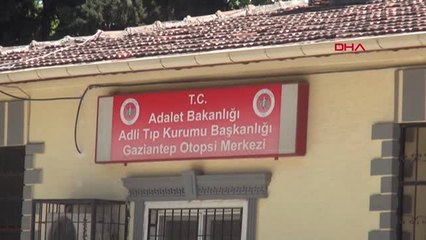 DHA
T.C.
Adalet Bakanlığı
Adli Tıp Kurumu Başkanlığı
Gaziantep Otopsi Merkezi